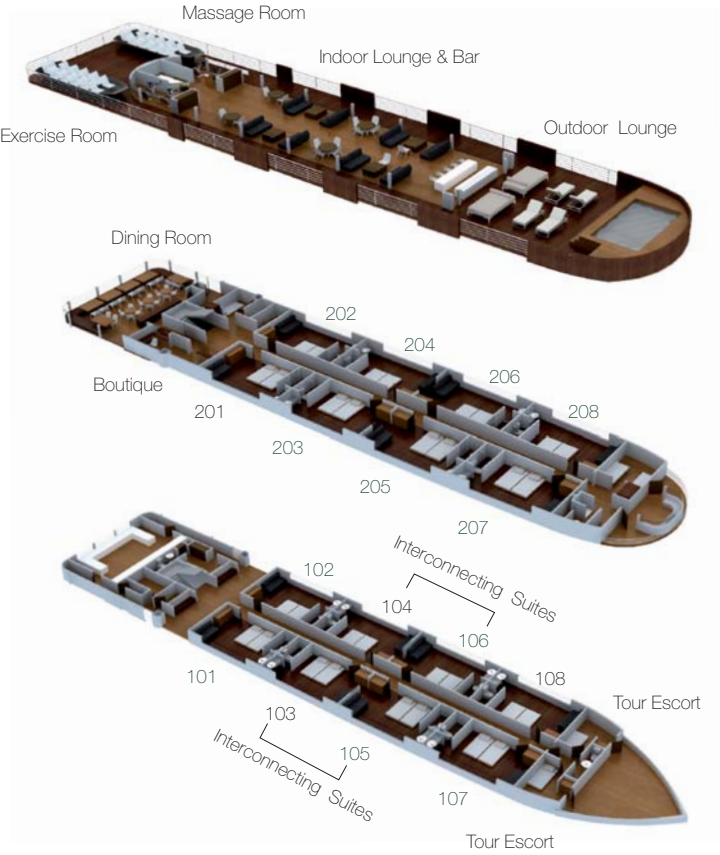 Massage Room
Indoor Lounge & Bar
Outdoor Lounge
Exercise Room
Dining Room
202
204
206
208
Boutique
201
203
205
207
Interconnecting Suites
102
104
106
108
Tour Escort
101
103
105
107
Interconnecting Suites
Tour Escort